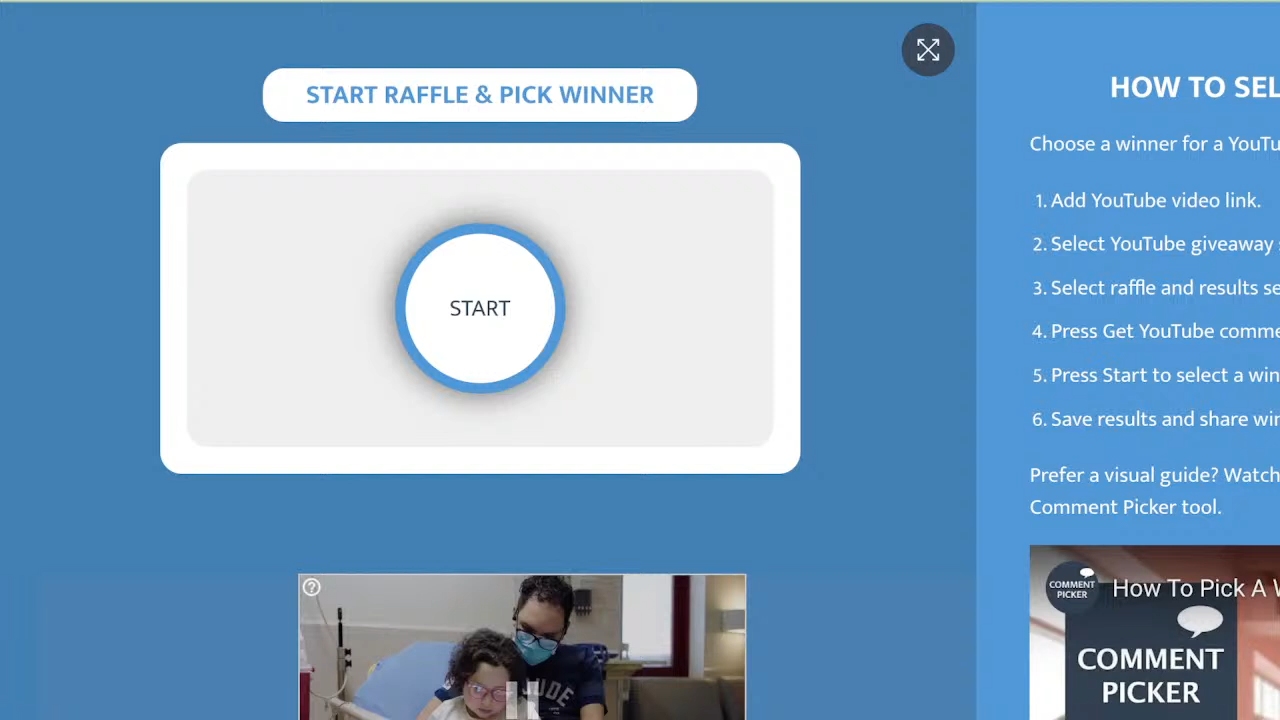 START RAFFLE & PICK WINNER
START
HOW TO SEL
Choose a winner for a YouTu
1. Add YouTube video link.
2. Select YouTube giveaway
3. Select raffle and results se
4. Press Get YouTube comme
5. Press Start to select a win
6. Save results and share win
Prefer a visual guide? Watch
Comment Picker tool.
COMMENT
PICKER
How To Pick A W
COMMENT
PICKER
?
JUDE